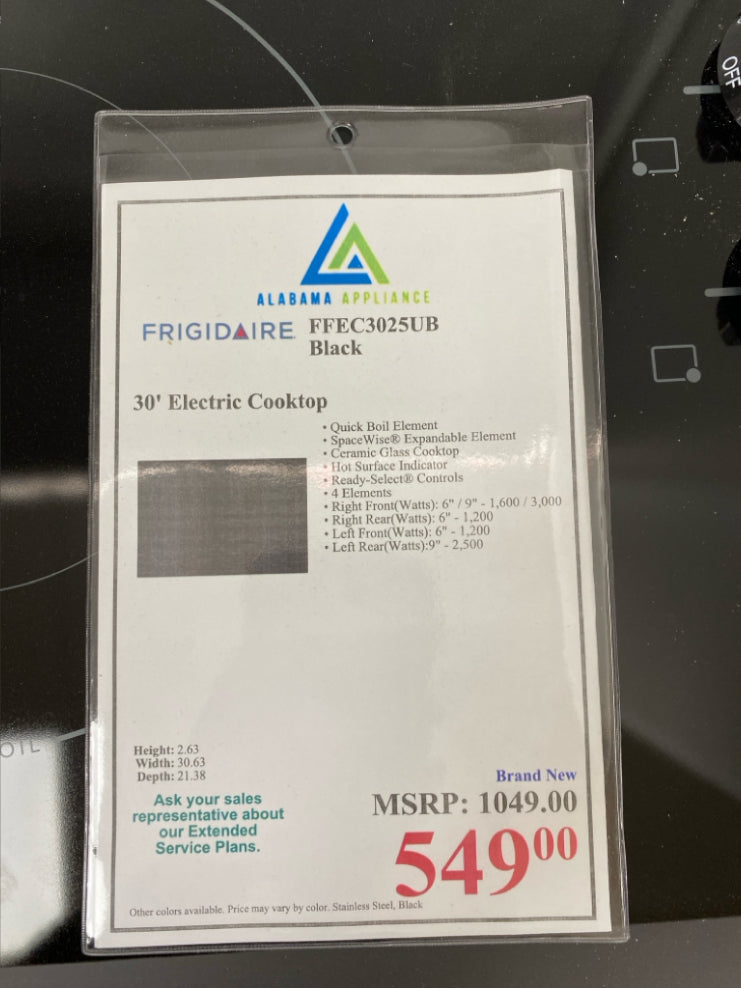 OFF
ALABAMA APPLIANCE
FRIGIDAIRE FFEC3025UB
Black
30' Electric Cooktop
• Quick Boil Element
• SpaceWise® Expandable Element
• Ceramic Glass Cooktop
• Hot Surface Indicator
• Ready-Select® Controls
• 4 Elements
• Right Front(Watts): 6" / 9" - 1,600 / 3,000
• Right Rear(Watts): 6" - 1,200
• Left Front(Watts): 6" - 1,200
• Left Rear(Watts):9" - 2,500
OIL
Height: 2.63
Width: 30.63
Depth: 21.38
Ask your sales
representative about
our Extended
Service Plans.
Brand New
MSRP: 1049.00
54900
Other colors available. Price may vary by color. Stainless Steel, Black